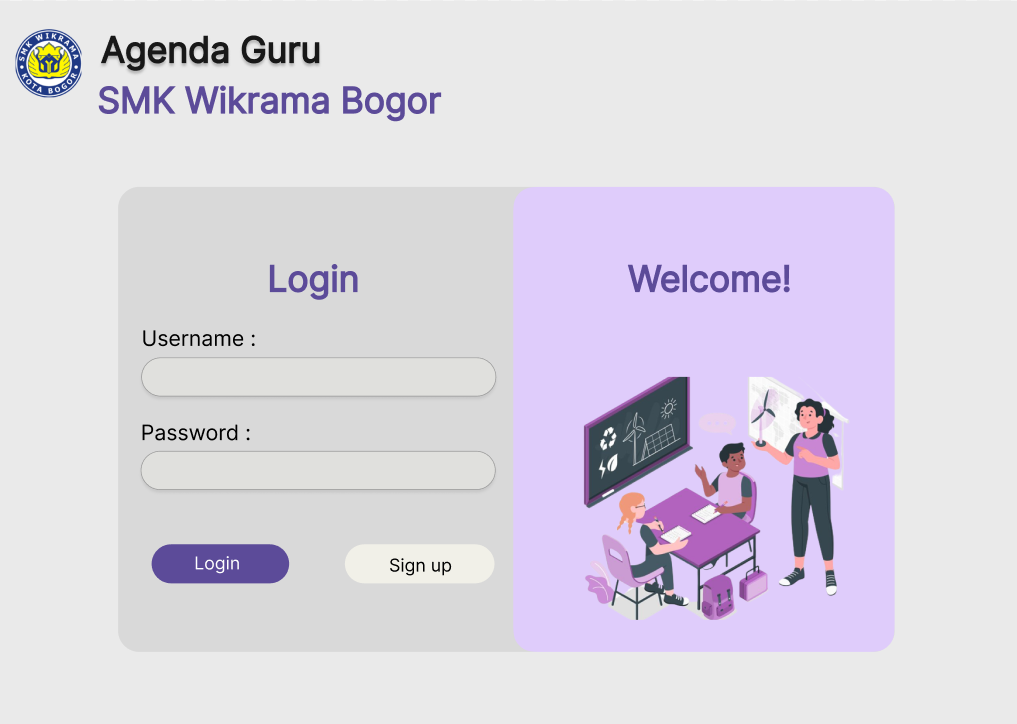 SMK WIKRAMA
KOTA BOGOR
Agenda Guru
SMK Wikrama Bogor
Login
Username :
Password :
Login
Sign up
Welcome!